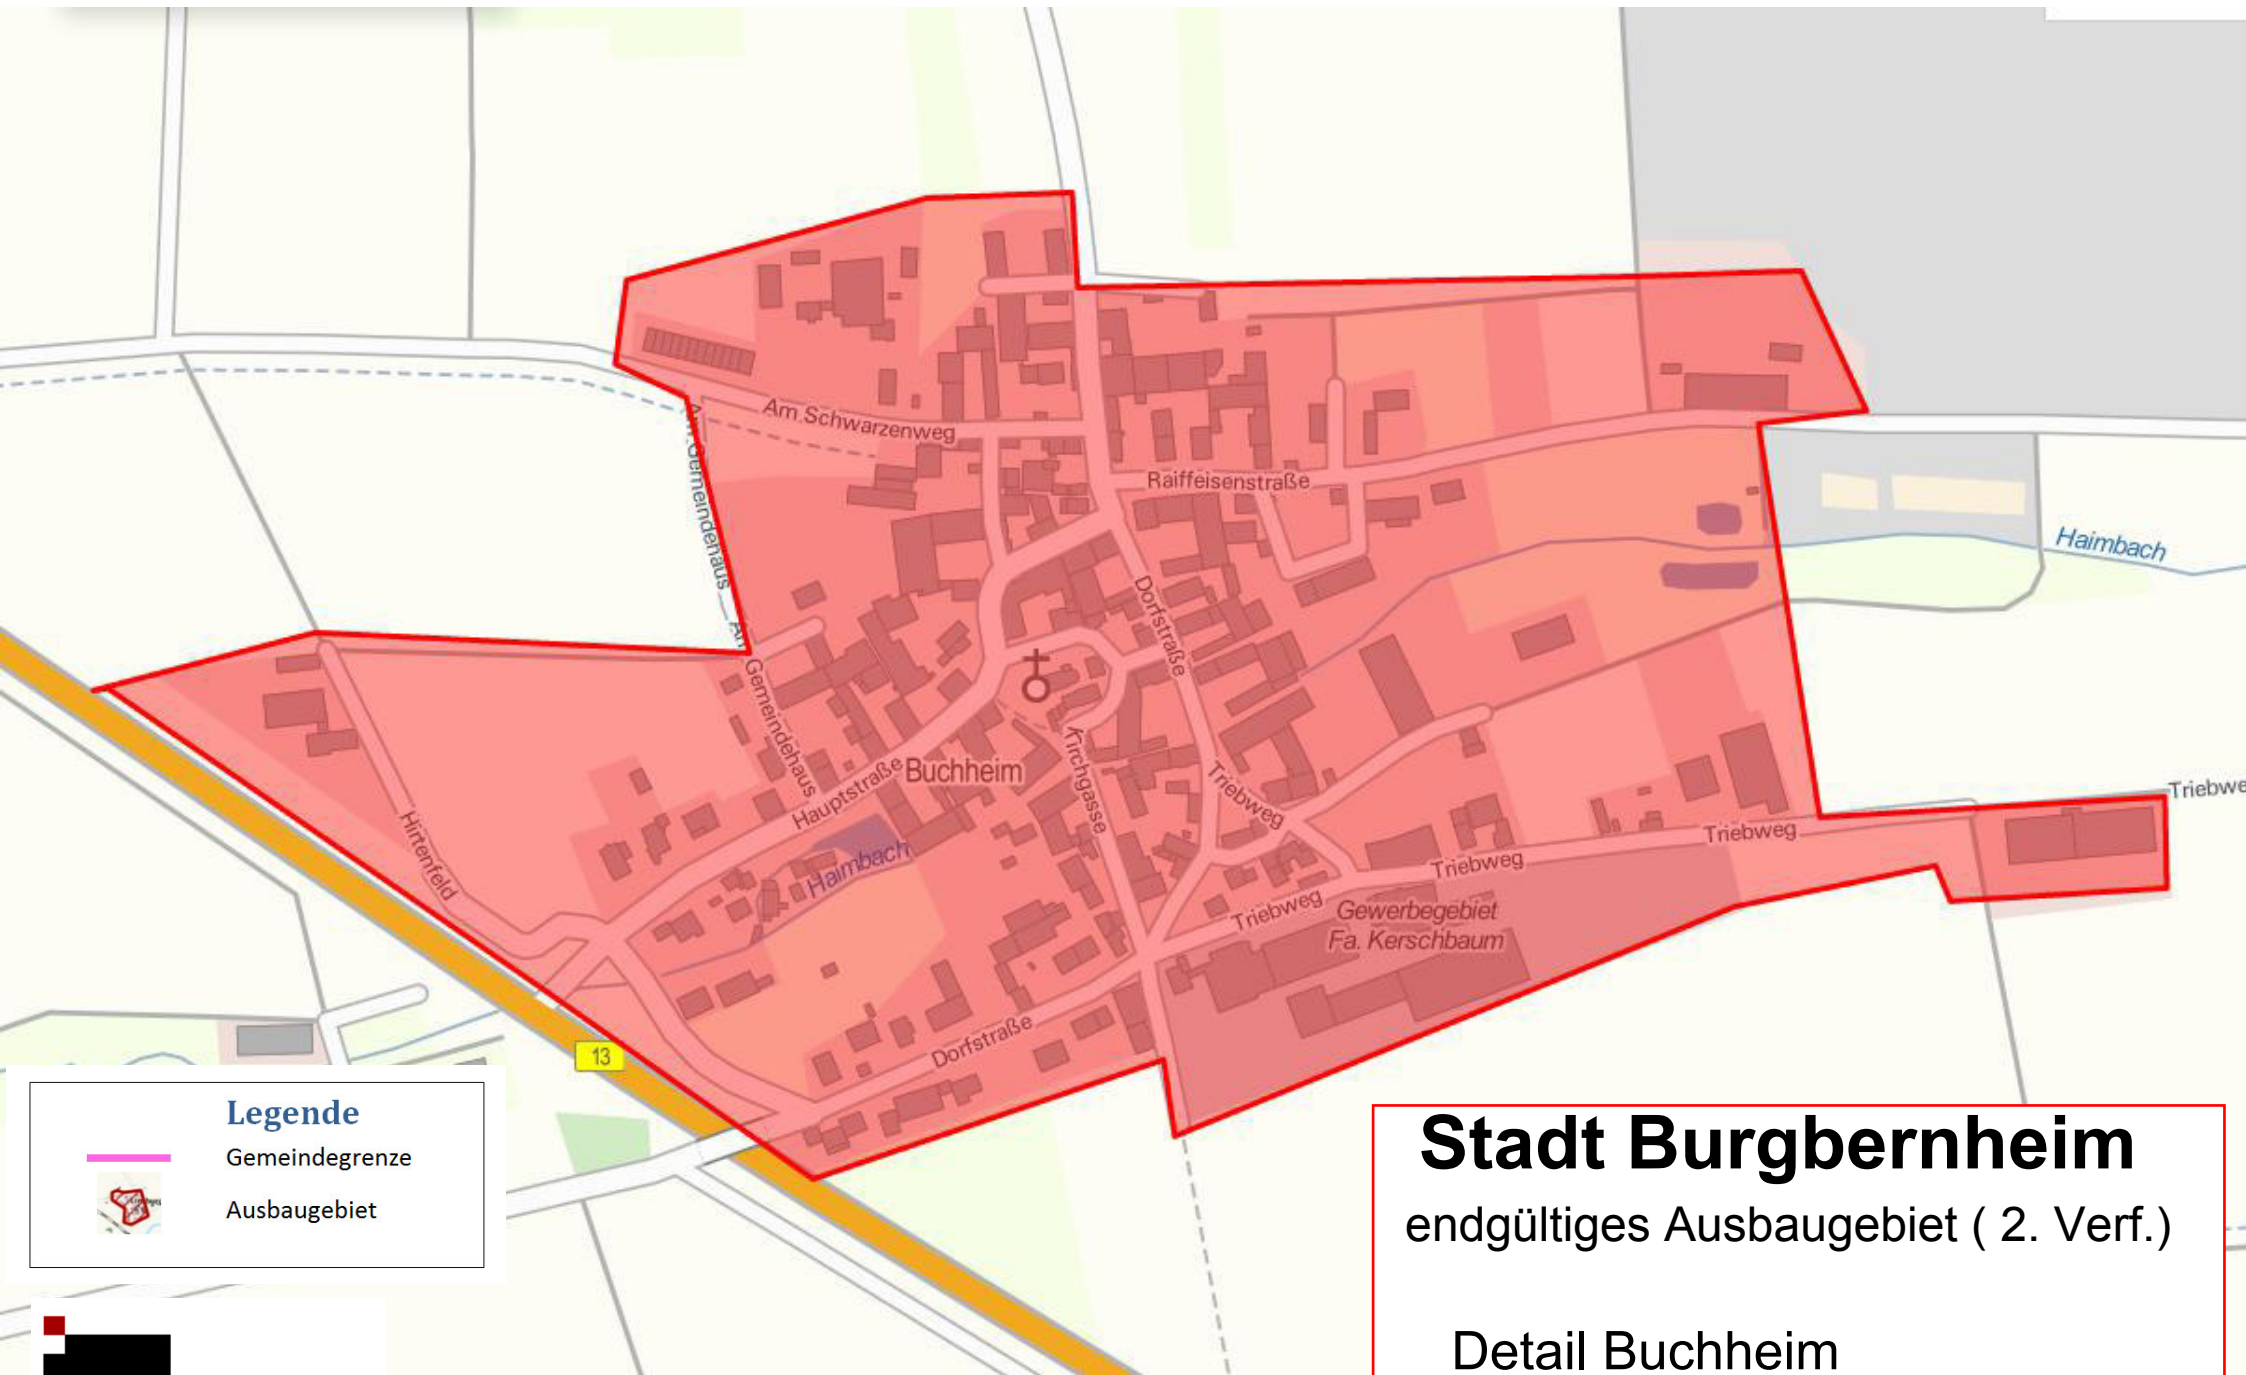 Am Schwarzenweg
Am Gemeindehaus
Raiffeisenstraße
Haimbach
Dorfstraße
Am Gemeindehaus
Hauptstraße
Buchheim
Kirchgasse
Triebweg
Triebwe
Hirtenfeld
Haimbach
Triebweg
Triebweg
Triebweg
Gewerbegebiet
Fa. Kerschbaum
Dorfstraße
13
Legende
Gemeindegrenze
Ausbaugebiet
Stadt Burgbernheim
endgültiges Ausbaugebiet ( 2. Verf.)
Detail Buchheim